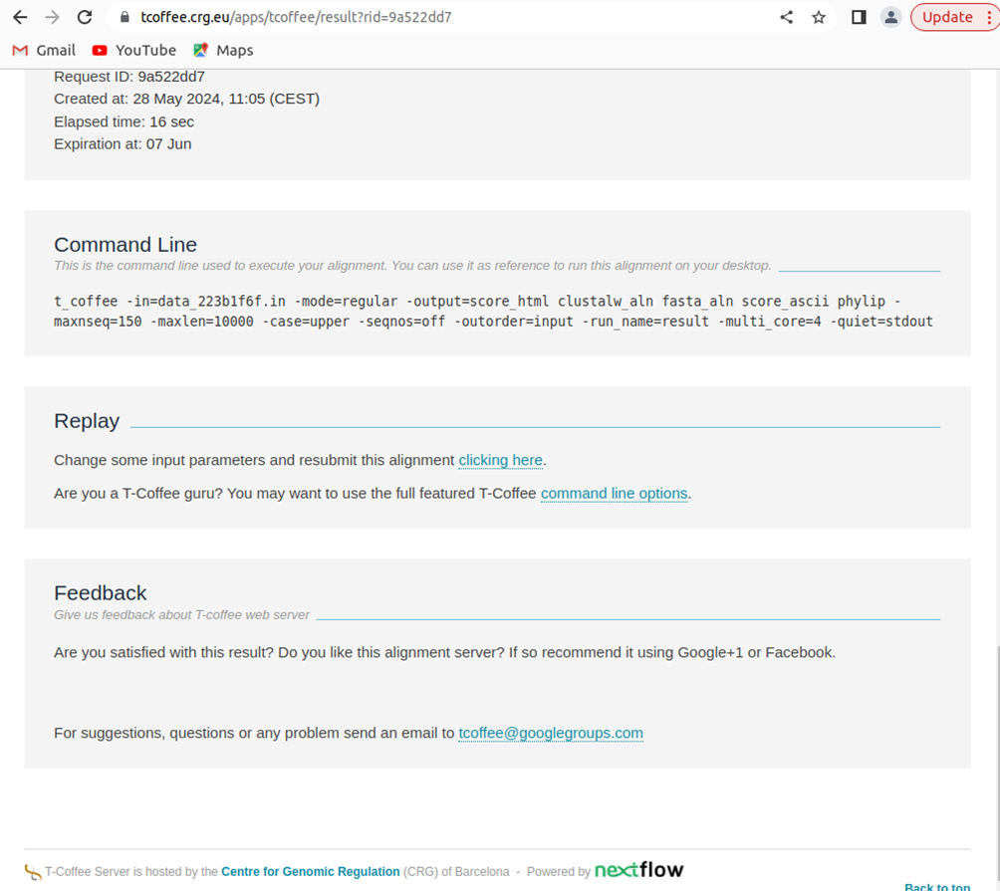 tcoffee.crg.eu/apps/tcoffee/result?rid=9a522dd7
Update
Gmail YouTube Maps
Request ID: 9a522dd7
Created at: 28 May 2024, 11:05 (CEST)
Elapsed time: 16 sec
Expiration at: 07 Jun
Command Line
This is the command line used to execute your alignment. You can use it as reference to run this alignment on your desktop.
t_coffee -in=data_223b1f6f.in -mode=regular -output=score_html clustalw_aln fasta_aln score_ascii phylip -
maxnseq=150 -maxlen=10000 -case=upper -seqnos=off -outorder=input -run_name=result -multi_core=4 -quiet=stdout
Replay
Change some input parameters and resubmit this alignment clicking here.
Are you a T-Coffee guru? You may want to use the full featured T-Coffee command line options.
Feedback
Give us feedback about T-coffee web server
Are you satisfied with this result? Do you like this alignment server? If so recommend it using Google+1 or Facebook.
For suggestions, questions or any problem send an email to tcoffee@googlegroups.com
T-Coffee Server is hosted by the Centre for Genomic Regulation (CRG) of Barcelona - Powered by nextflow
Back to top